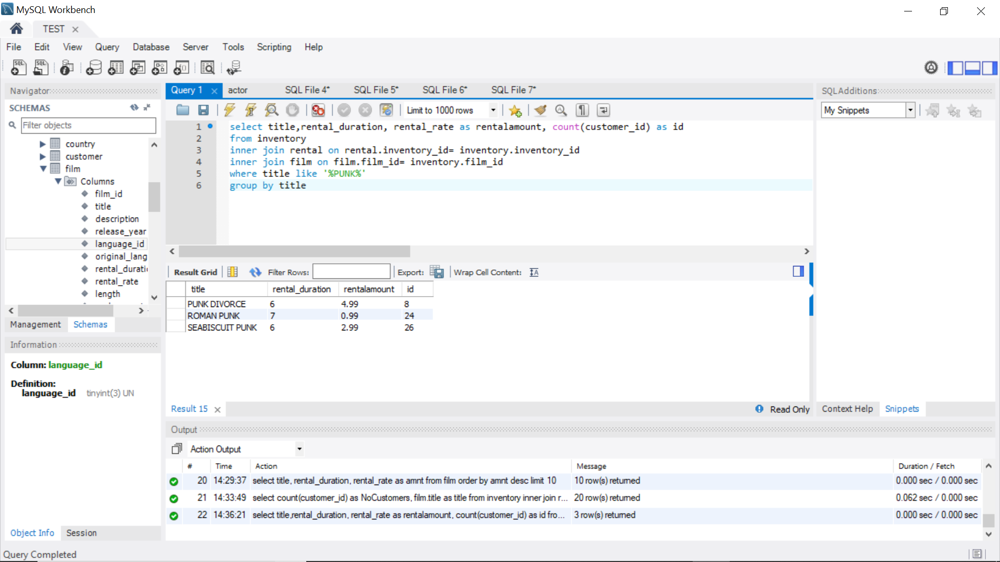 MySQL Workbench
TEST
File Edit View Query Database Server Tools Scripting Help
Navigator
SCHEMAS
Filter objects
country
customer
film
Columns
film_id
title
description
release_year
language_id
original_lang
rental_durati
rental_rate
length
Management Schemas
Information
Column: language_id
Definition:
language_id tinyint(3) UN
Object Info Session
Query 1 actor SQL File 4* SQL File 5* SQL File 6* SQL File 7*
Limit to 1000 rows
1 select title,rental_duration, rental_rate as rentalamount, count(customer_id) as id
2 from inventory
3 inner join rental on rental.inventory_id= inventory.inventory_id
4 inner join film on film.film_id= inventory.film_id
5 where title like '%PUNK%'
6 group by title
Result Grid Filter Rows: Export: Wrap Cell Content:
title rental_duration rentalamount id
PUNK DIVORCE 6 4.99 8
ROMAN PUNK 7 0.99 24
SEABISCUIT PUNK 6 2.99 26
Result 15 Read Only
SQLAdditions
My Snippets
Context Help Snippets
Output
Action Output
# Time Action Message Duration / Fetch
20 14:29:37 select title, rental_duration, rental_rate as amnt from film order by amnt desc limit 10 10 row(s) returned 0.000 sec / 0.000 sec
21 14:33:49 select count(customer_id) as NoCustomers, film.title as title from inventory inner join r... 20 row(s) returned 0.062 sec / 0.000 sec
22 14:36:21 select title,rental_duration, rental_rate as rentalamount, count(customer_id) as id fro... 3 row(s) returned 0.000 sec / 0.000 sec
Query Completed